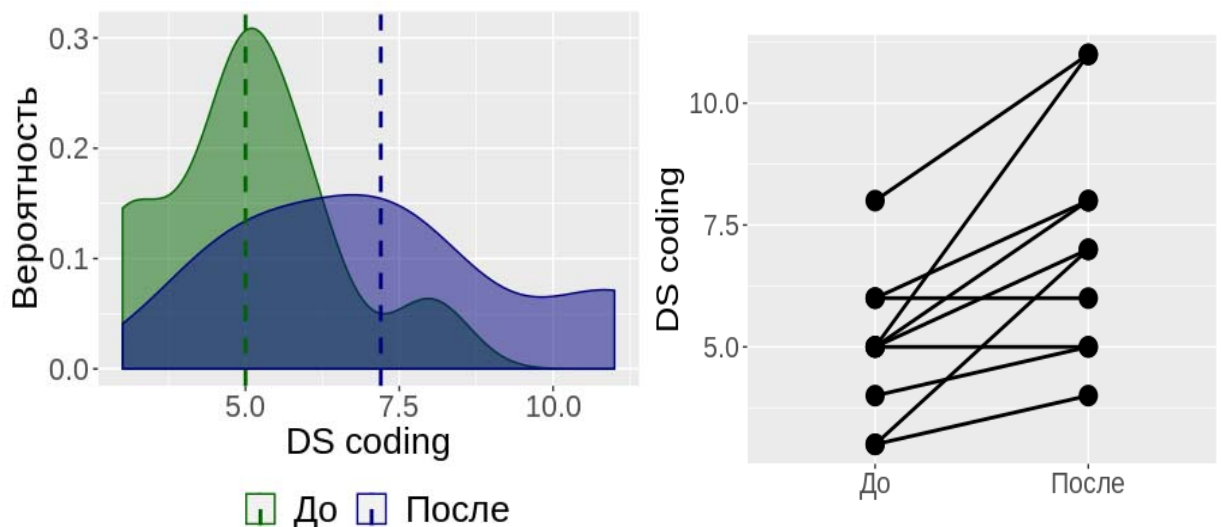 Вероятность
0.3
0.2
0.1
0.0
5.0 7.5 10.0
DS coding
До После
DS coding
10.0
7.5
5.0
До После